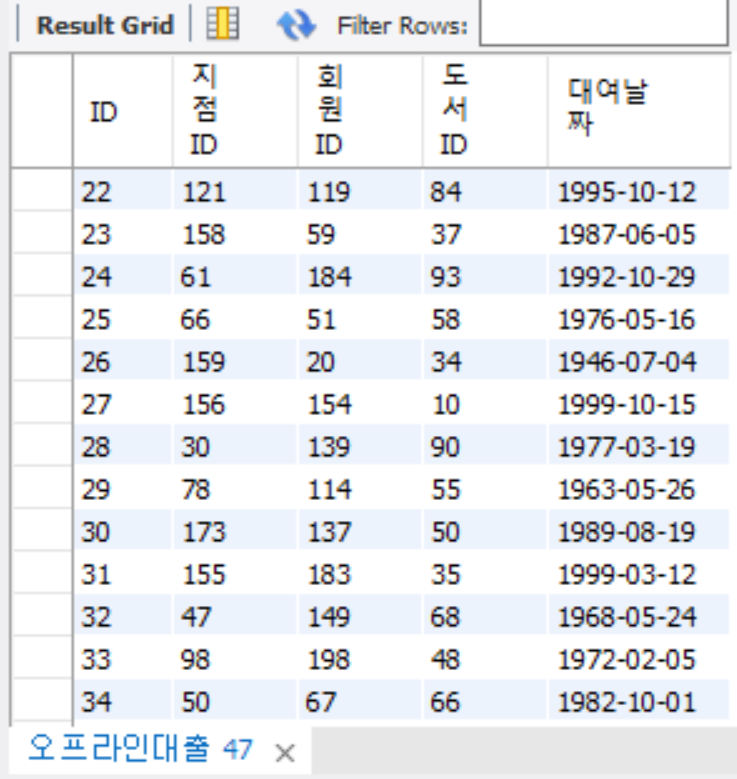 Result Grid Filter Rows:
ID 지점ID 회원ID 도서ID 대여날짜
22 121 119 84 1995-10-12
23 158 59 37 1987-06-05
24 61 184 93 1992-10-29
25 66 51 58 1976-05-16
26 159 20 34 1946-07-04
27 156 154 10 1999-10-15
28 30 139 90 1977-03-19
29 78 114 55 1963-05-26
30 173 137 50 1989-08-19
31 155 183 35 1999-03-12
32 47 149 68 1968-05-24
33 98 198 48 1972-02-05
34 50 67 66 1982-10-01
오프라인대출 47 ×